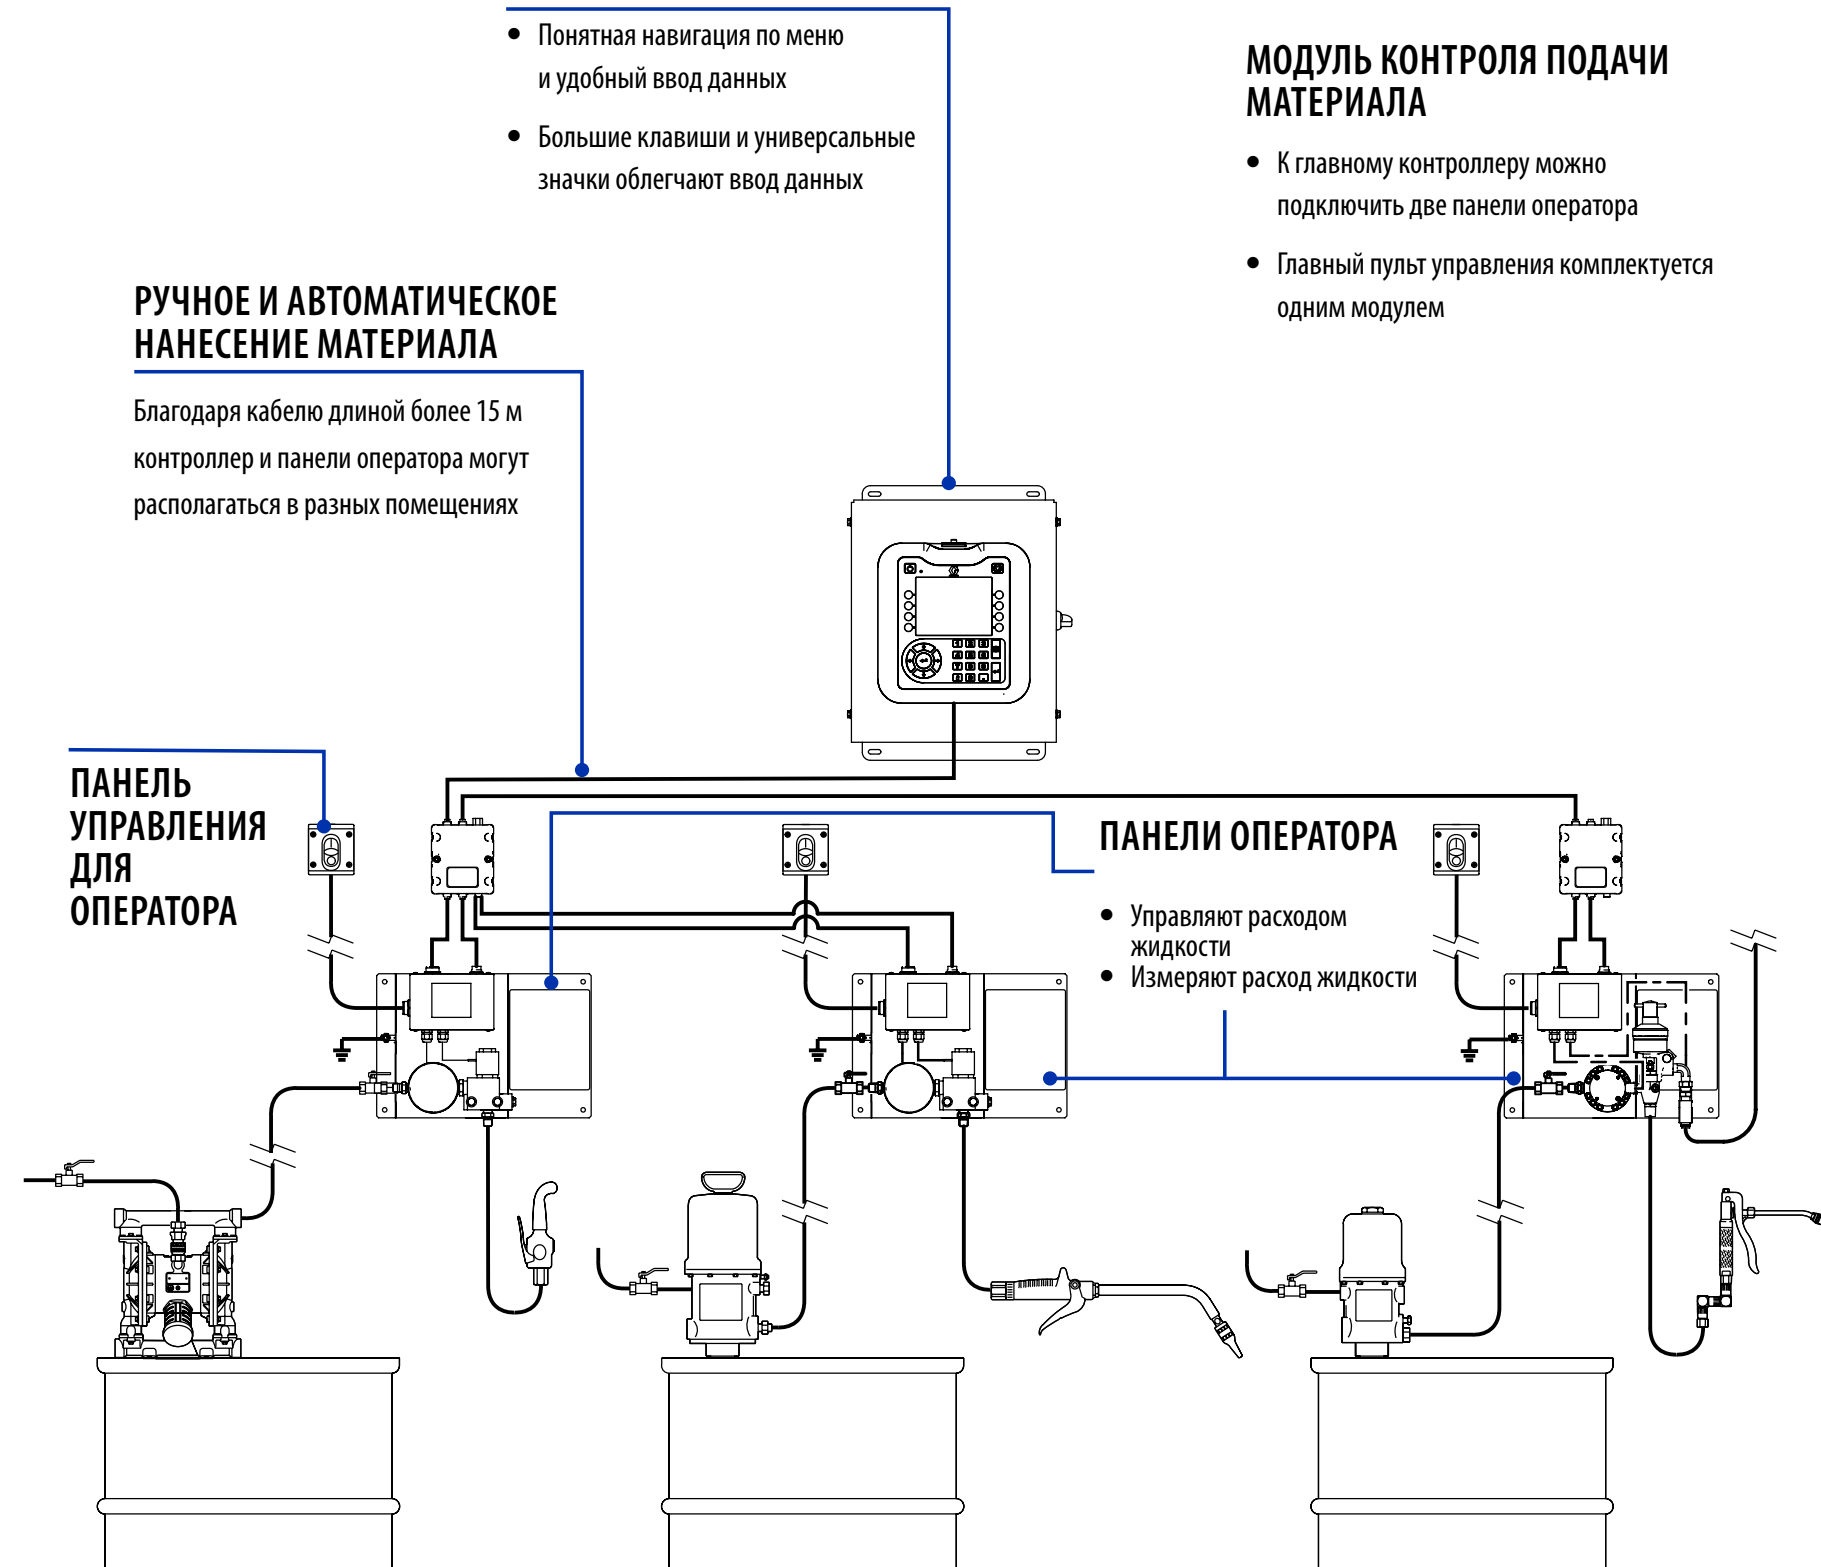 • Понятная навигация по меню
и удобный ввод данных
• Большие клавиши и универсальные
значки облегчают ввод данных
МОДУЛЬ КОНТРОЛЯ ПОДАЧИ
МАТЕРИАЛА
• К главному контроллеру можно
подключить две панели оператора
• Главный пульт управления комплектуется
одним модулем
РУЧНОЕ И АВТОМАТИЧЕСКОЕ
НАНЕСЕНИЕ МАТЕРИАЛА
Благодаря кабелю длиной более 15 м
контроллер и панели оператора могут
располагаться в разных помещениях
ПАНЕЛЬ
УПРАВЛЕНИЯ
ДЛЯ
ОПЕРАТОРА
ПАНЕЛИ ОПЕРАТОРА
• Управляют расходом
жидкости
• Измеряют расход жидкости